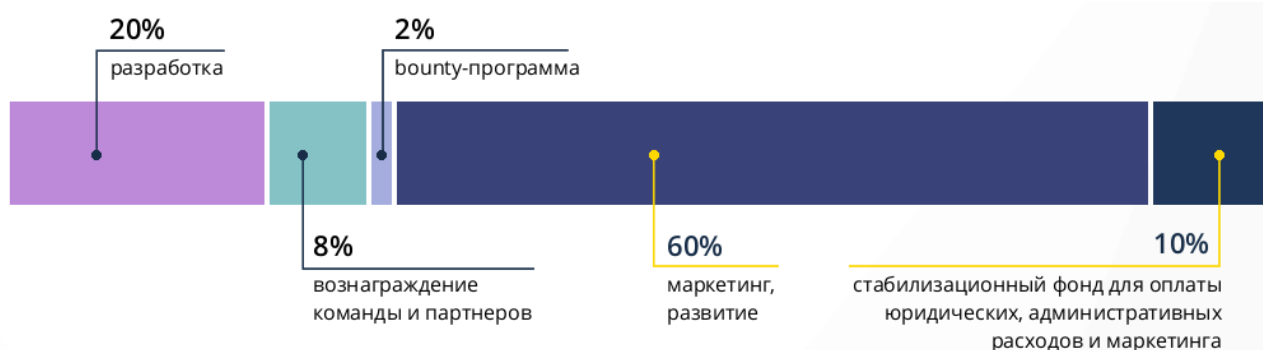 20%
разработка
2%
bounty-программа
8%
вознаграждение
команды и партнеров
60%
маркетинг,
развитие
10%
стабилизационный фонд для оплаты
юридических, административных
расходов и маркетинга